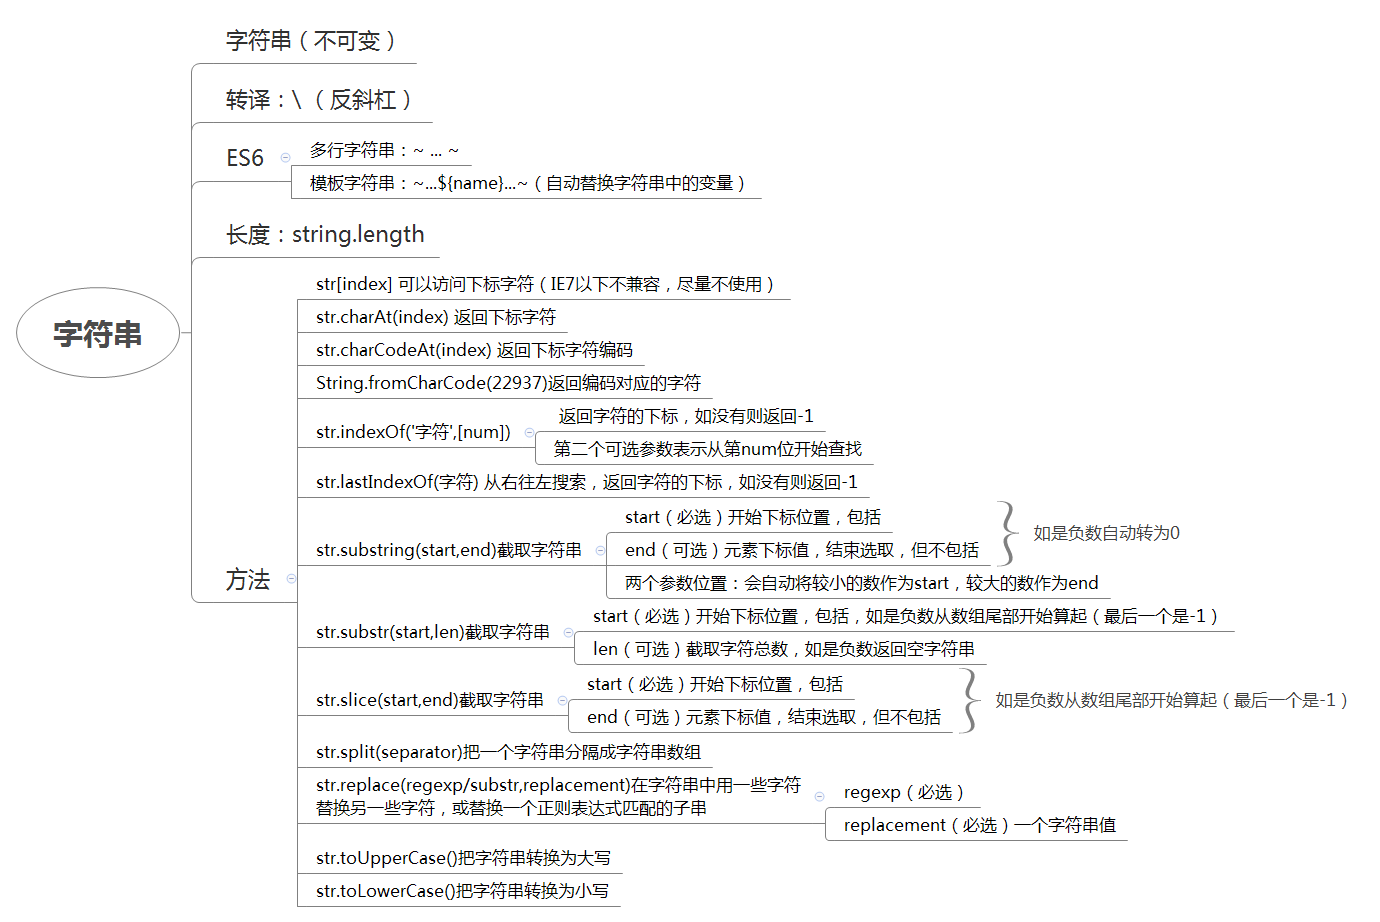 字符串
字符串（不可变）
转译：\（反斜杠）
ES6
多行字符串：~ ... ~
模板字符串：~...${name}...~（自动替换字符串中的变量）
长度：string.length
方法
str[index] 可以访问下标字符（IE7以下不兼容，尽量不使用）
str.charAt(index) 返回下标字符
str.charCodeAt(index) 返回下标字符编码
String.fromCharCode(22937)返回编码对应的字符
str.indexOf('字符',[num])
返回字符的下标，如没有则返回-1
第二个可选参数表示从第num位开始查找
str.lastIndexOf(字符) 从右往左搜索，返回字符的下标，如没有则返回-1
str.substring(start,end)截取字符串
start（必选）开始下标位置，包括
end（可选）元素下标值，结束选取，但不包括
如是负数自动转为0
两个参数位置：会自动将较小的数作为start，较大的数作为end
str.substr(start,len)截取字符串
start（必选）开始下标位置，包括，如是负数从数组尾部开始算起（最后一个是-1）
len（可选）截取字符总数，如是负数返回空字符串
str.slice(start,end)截取字符串
start（必选）开始下标位置，包括
end（可选）元素下标值，结束选取，但不包括
如是负数从数组尾部开始算起（最后一个是-1）
str.split(separator)把一个字符串分隔成字符串数组
str.replace(regexp/substr,replacement)在字符串中用一些字符
替换另一些字符，或替换一个正则表达式匹配的子串
regexp（必选）
replacement（必选）一个字符串值
str.toUpperCase()把字符串转换为大写
str.toLowerCase()把字符串转换为小写